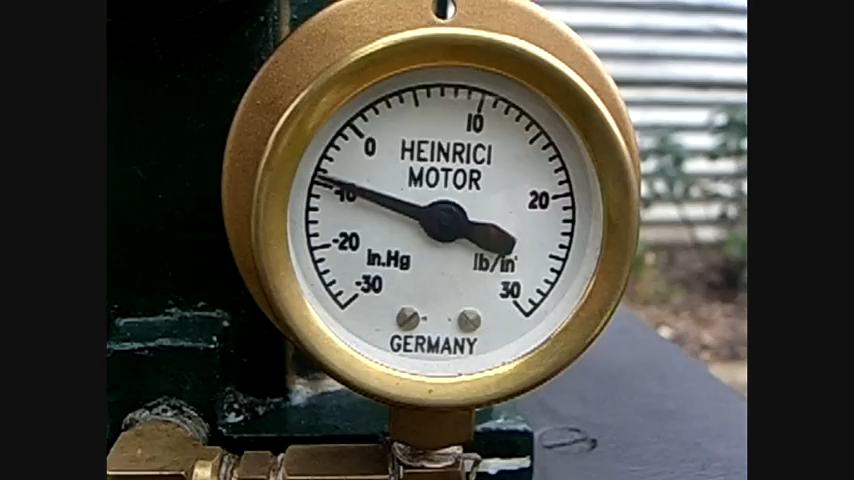 10
0
HEINRICI
MOTOR
-10
20
-20
in.Hg
lb/in²
-30
30
GERMANY